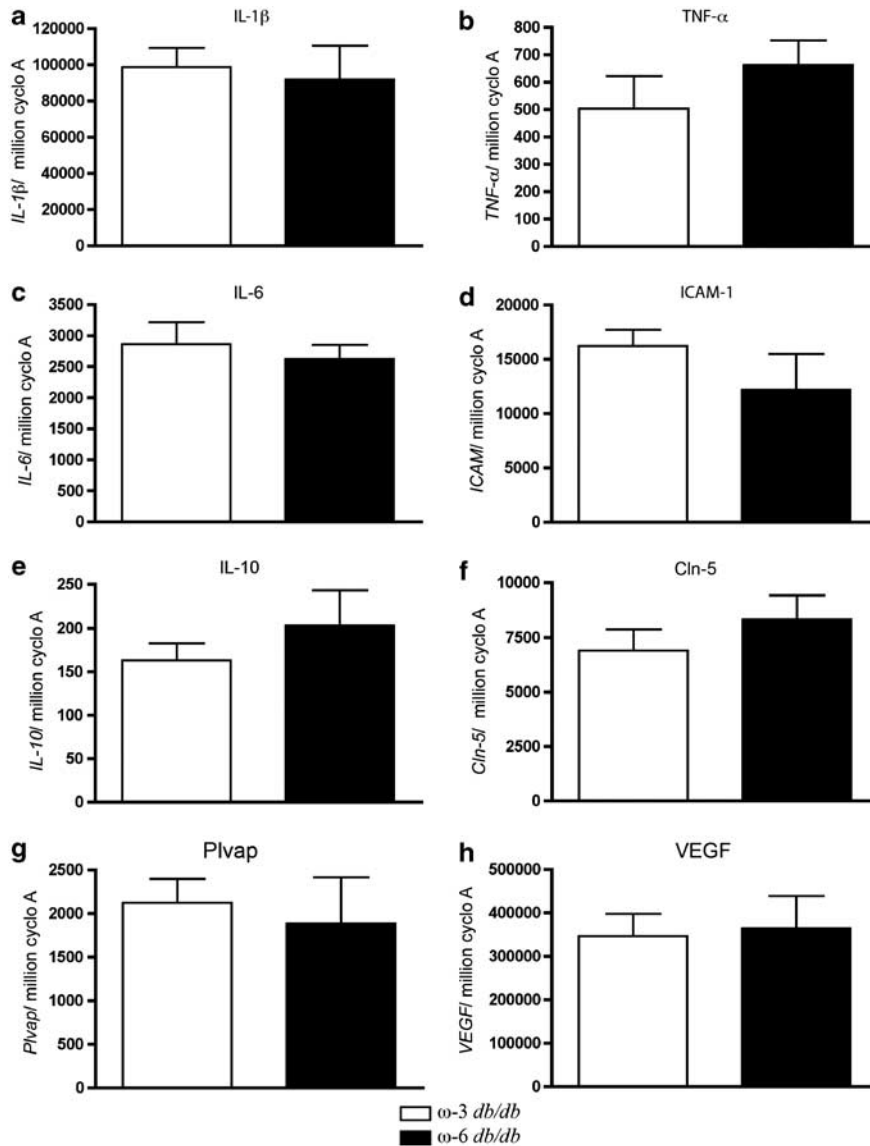 a
IL-1β
IL-1β/ million cyclo A
120000
100000
80000
60000
40000
20000
0
b
TNF-α
TNF-α/ million cyclo A
800
700
600
500
400
300
200
100
0
c
IL-6
IL-6/ million cyclo A
3500
3000
2500
2000
1500
1000
500
0
d
ICAM-1
ICAM/ million cyclo A
20000
15000
10000
5000
0
e
IL-10
IL-10/ million cyclo A
250
200
150
100
50
0
f
Cln-5
Cln-5/ million cyclo A
10000
7500
5000
2500
0
g
Plvap
Plvap/ million cyclo A
2500
2000
1500
1000
500
0
h
VEGF
VEGF/ million cyclo A
500000
400000
300000
200000
100000
0
ω-3 db/db
ω-6 db/db